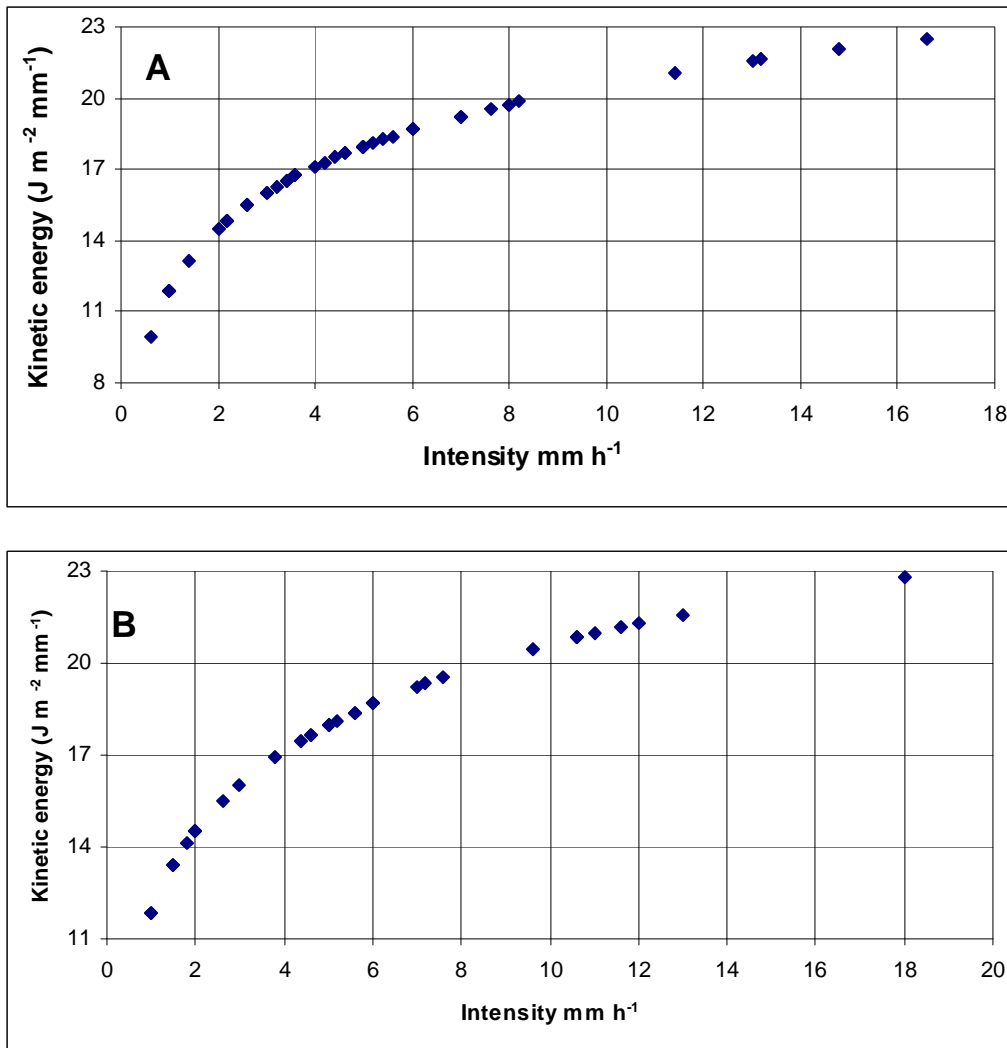 A
Kinetic energy (J m⁻² mm⁻¹)
23
20
17
14
11
8
0 2 4 6 8 10 12 14 16 18
Intensity mm h⁻¹
B
Kinetic energy (J m⁻² mm⁻¹)
23
20
17
14
11
0 2 4 6 8 10 12 14 16 18 20
Intensity mm h⁻¹